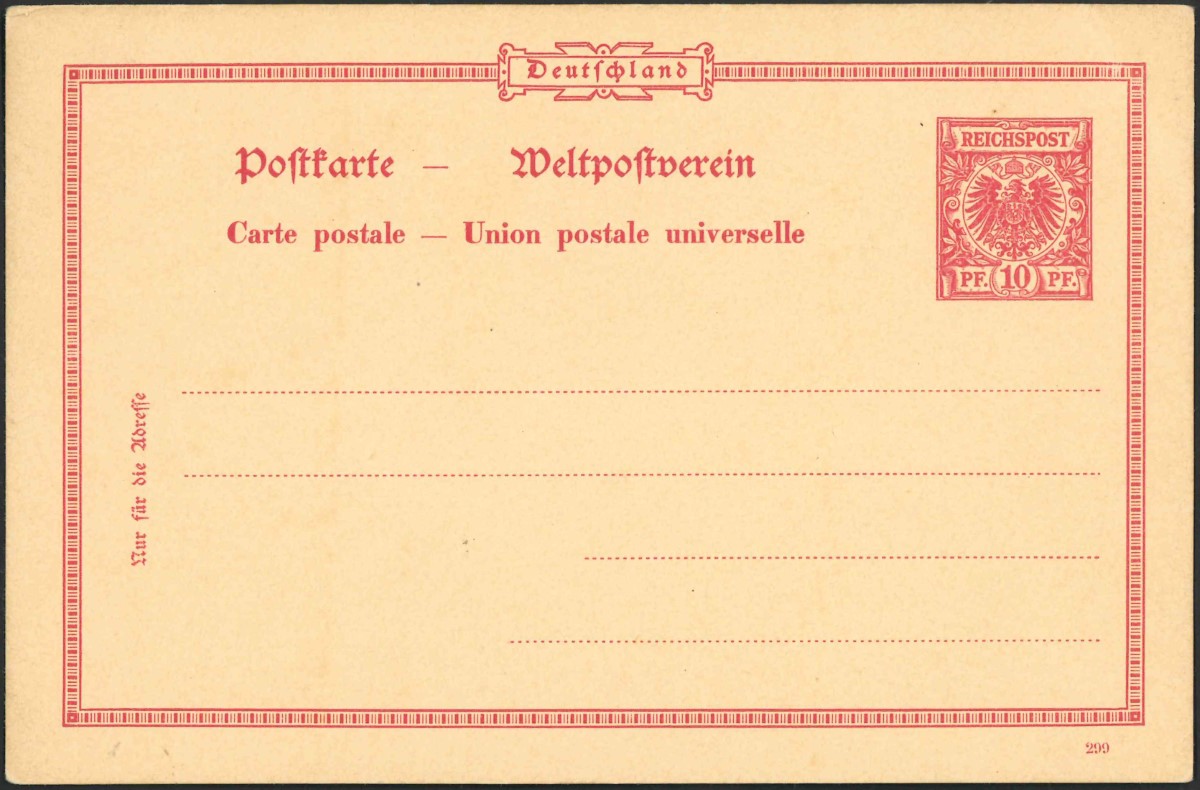 Deutſchland
Poſtkarte — Weltpoſtverein
Carte postale — Union postale universelle
REICHSPOST
PF. 10 PF.
Nur für die Adreſſe
299